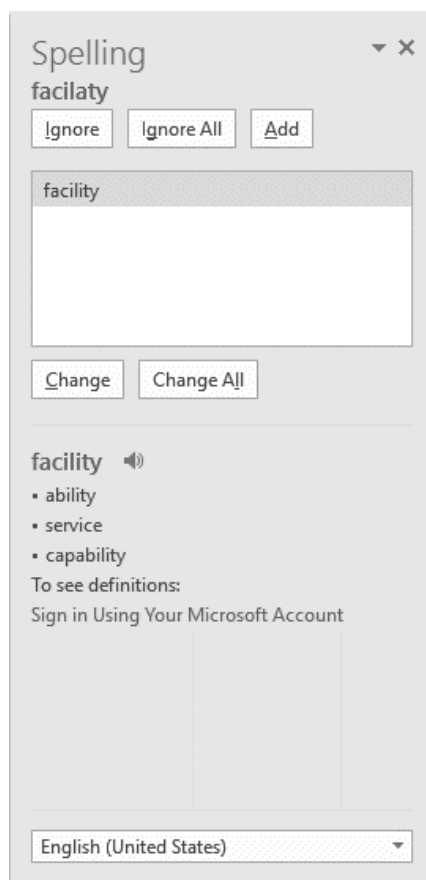 Spelling
facilaty
Ignore Ignore All Add
facility
Change Change All
facility
▪ ability
▪ service
▪ capability
To see definitions:
Sign in Using Your Microsoft Account
English (United States)